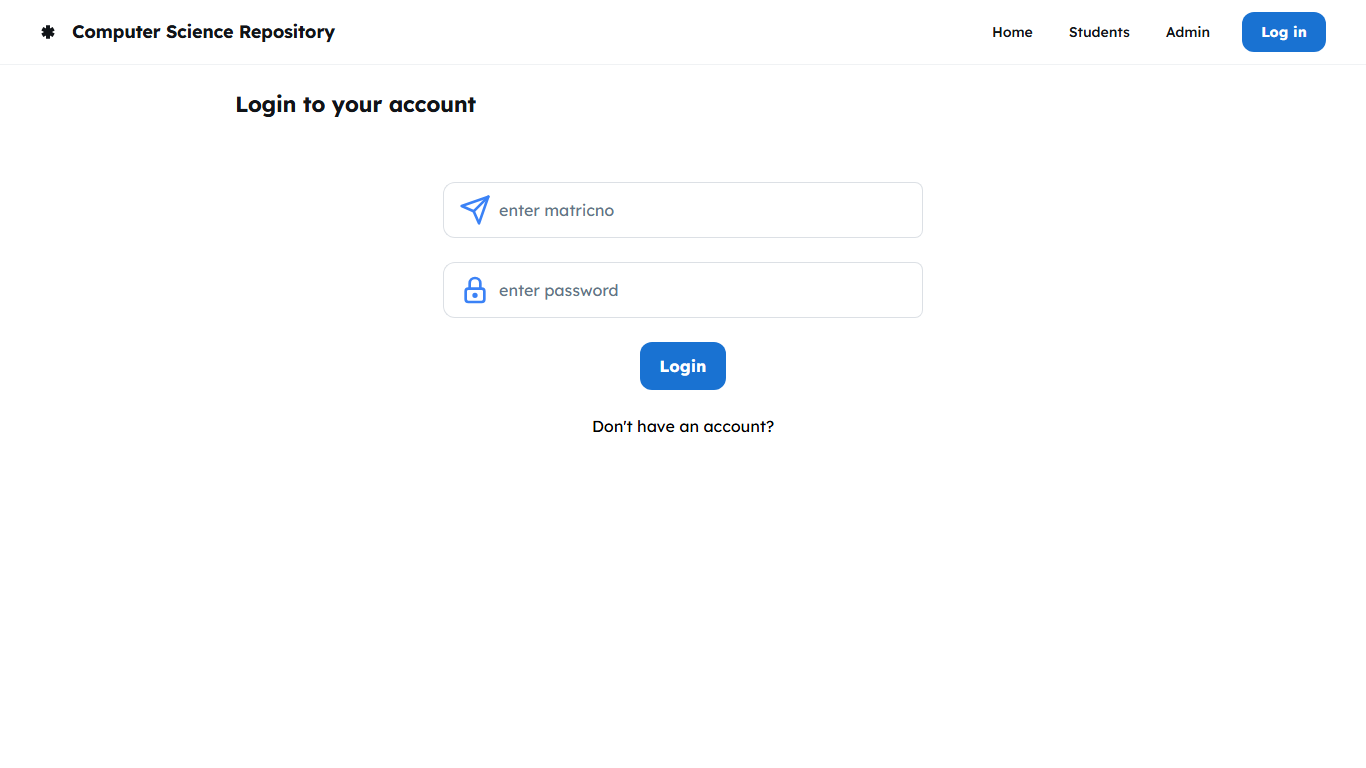 Computer Science Repository
Home Students Admin Log in
Login to your account
enter matricno
enter password
Login
Don't have an account?